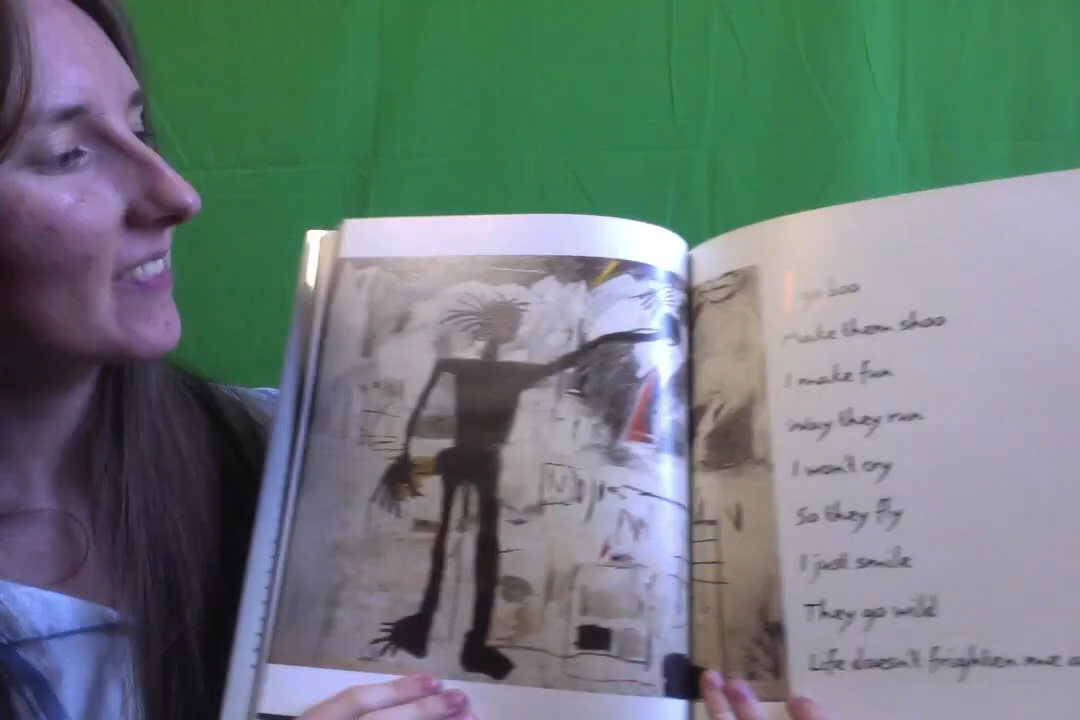 I go boo
make them shoo
I make fun
Way they run
I won't cry
So they fly
I just smile
They go wild
Life doesn't frighten me